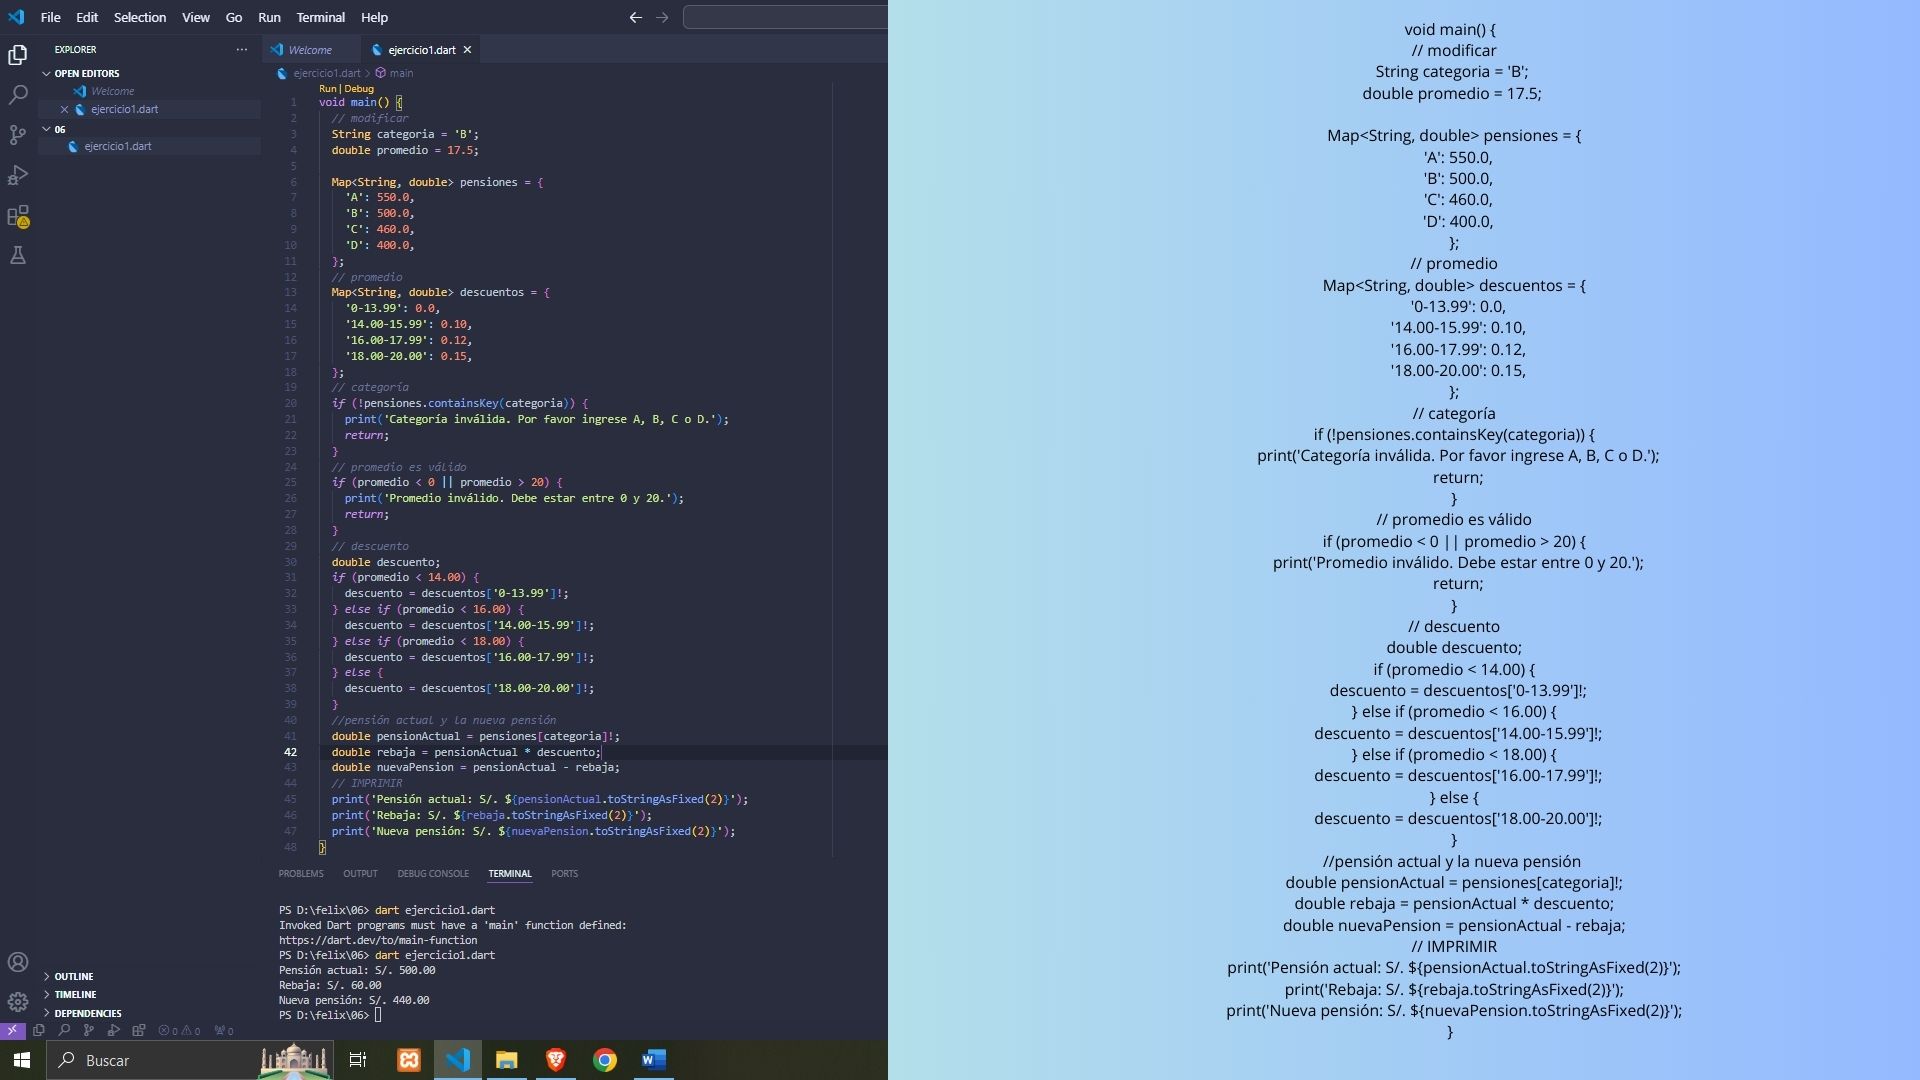 File Edit Selection View Go Run Terminal Help
EXPLORER
OPEN EDITORS
Welcome
ejercicio1.dart
06
ejercicio1.dart
OUTLINE
TIMELINE
DEPENDENCIES
Welcome
ejercicio1.dart
ejercicio1.dart > main
Run | Debug
1 void main() {
2 // modificar
3 String categoria = 'B';
4 double promedio = 17.5;
5
6 Map<String, double> pensiones = {
7 'A': 550.0,
8 'B': 500.0,
9 'C': 460.0,
10 'D': 400.0,
11 };
12 // promedio
13 Map<String, double> descuentos = {
14 '0-13.99': 0.0,
15 '14.00-15.99': 0.10,
16 '16.00-17.99': 0.12,
17 '18.00-20.00': 0.15,
18 };
19 // categoría
20 if (!pensiones.containsKey(categoria)) {
21 print('Categoría inválida. Por favor ingrese A, B, C o D.');
22 return;
23 }
24 // promedio es válido
25 if (promedio < 0 || promedio > 20) {
26 print('Promedio inválido. Debe estar entre 0 y 20.');
27 return;
28 }
29 // descuento
30 double descuento;
31 if (promedio < 14.00) {
32 descuento = descuentos['0-13.99']!;
33 } else if (promedio < 16.00) {
34 descuento = descuentos['14.00-15.99']!;
35 } else if (promedio < 18.00) {
36 descuento = descuentos['16.00-17.99']!;
37 } else {
38 descuento = descuentos['18.00-20.00']!;
39 }
40 //pensión actual y la nueva pensión
41 double pensionActual = pensiones[categoria]!;
42 double rebaja = pensionActual * descuento;
43 double nuevaPension = pensionActual - rebaja;
44 // IMPRIMIR
45 print('Pensión actual: S/. ${pensionActual.toStringAsFixed(2)}');
46 print('Rebaja: S/. ${rebaja.toStringAsFixed(2)}');
47 print('Nueva pensión: S/. ${nuevaPension.toStringAsFixed(2)}');
48 }
PROBLEMS OUTPUT DEBUG CONSOLE TERMINAL PORTS
PS D:\felix\06> dart ejercicio1.dart
Invoked Dart programs must have a 'main' function defined:
https://dart.dev/to/main-function
PS D:\felix\06> dart ejercicio1.dart
Pensión actual: S/. 500.00
Rebaja: S/. 60.00
Nueva pensión: S/. 440.00
PS D:\felix\06>
0 0 0
Buscar
void main() {
// modificar
String categoria = 'B';
double promedio = 17.5;
Map<String, double> pensiones = {
'A': 550.0,
'B': 500.0,
'C': 460.0,
'D': 400.0,
};
// promedio
Map<String, double> descuentos = {
'0-13.99': 0.0,
'14.00-15.99': 0.10,
'16.00-17.99': 0.12,
'18.00-20.00': 0.15,
};
// categoría
if (!pensiones.containsKey(categoria)) {
print('Categoría inválida. Por favor ingrese A, B, C o D.');
return;
}
// promedio es válido
if (promedio < 0 || promedio > 20) {
print('Promedio inválido. Debe estar entre 0 y 20.');
return;
}
// descuento
double descuento;
if (promedio < 14.00) {
descuento = descuentos['0-13.99']!;
} else if (promedio < 16.00) {
descuento = descuentos['14.00-15.99']!;
} else if (promedio < 18.00) {
descuento = descuentos['16.00-17.99']!;
} else {
descuento = descuentos['18.00-20.00']!;
}
//pensión actual y la nueva pensión
double pensionActual = pensiones[categoria]!;
double rebaja = pensionActual * descuento;
double nuevaPension = pensionActual - rebaja;
// IMPRIMIR
print('Pensión actual: S/. ${pensionActual.toStringAsFixed(2)}');
print('Rebaja: S/. ${rebaja.toStringAsFixed(2)}');
print('Nueva pensión: S/. ${nuevaPension.toStringAsFixed(2)}');
}